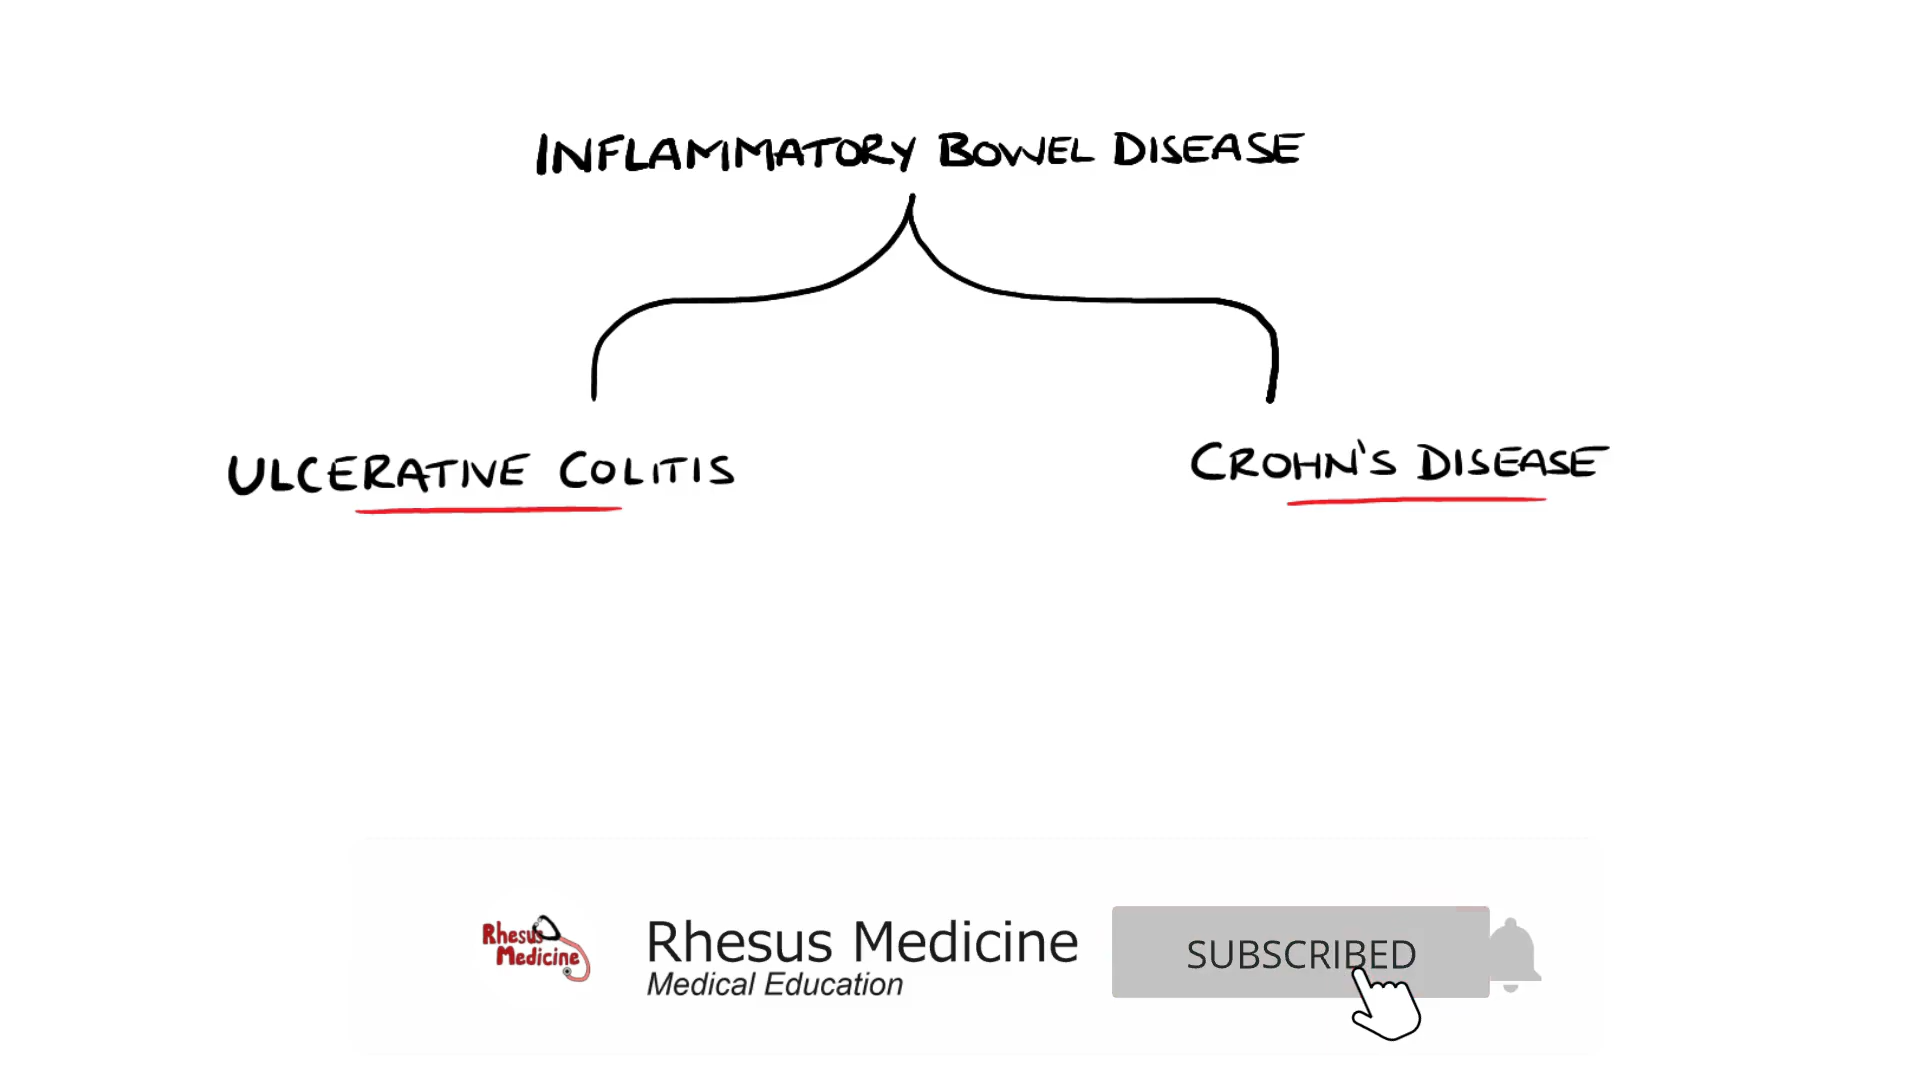 INFLAMMATORY BOWEL DISEASE
ULCERATIVE COLITIS
CROHN'S DISEASE
Rhesus
Medicine
Rhesus Medicine
Medical Education
SUBSCRIBED